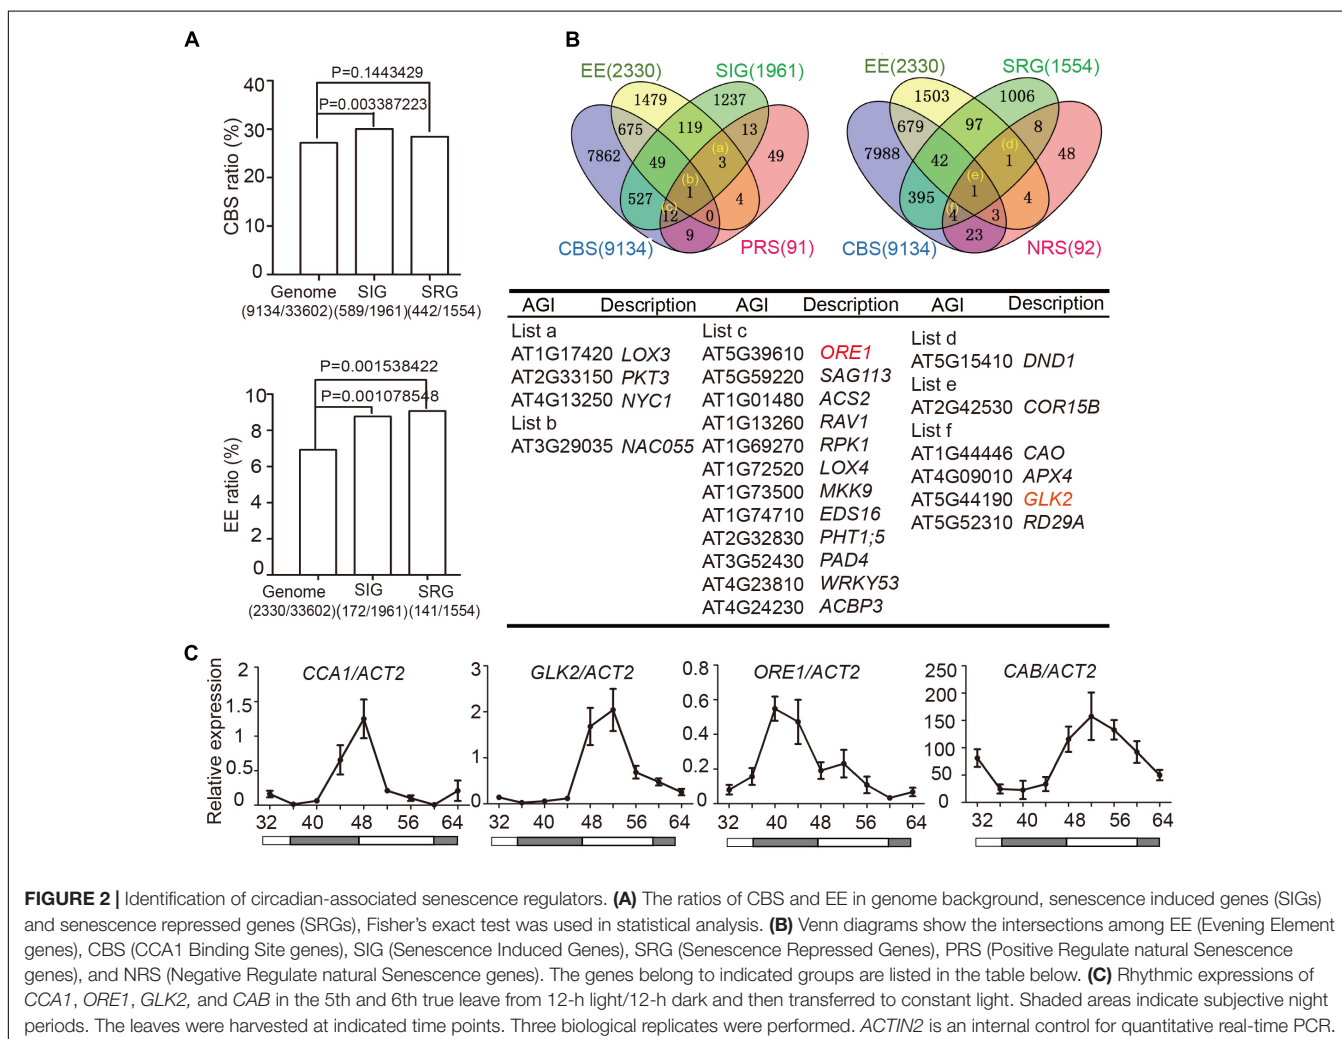 A
P=0.1443429
P=0.003387223
CBS ratio (%)
40
30
20
10
0
Genome SIG SRG
(9134/33602) (589/1961) (442/1554)
P=0.001538422
P=0.001078548
EE ratio (%)
10
8
6
4
2
0
Genome SIG SRG
(2330/33602) (172/1961) (141/1554)
B
EE(2330) SIG(1961)
1479 1237
675 119 13
7862 49 (a) 3 49
(b)
527 1 4
(c) 12 0
9
CBS(9134) PRS(91)
EE(2330) SRG(1554)
1503 1006
679 97 8
7988 42 (d) 1 48
(e)
395 1 4
(f) 4 3
23
CBS(9134) NRS(92)
AGI Description AGI Description AGI Description
List a
AT1G17420 LOX3
AT2G33150 PKT3
AT4G13250 NYC1
List b
AT3G29035 NAC055
List c
AT5G39610 ORE1
AT5G59220 SAG113
AT1G01480 ACS2
AT1G13260 RAV1
AT1G69270 RPK1
AT1G72520 LOX4
AT1G73500 MKK9
AT1G74710 EDS16
AT2G32830 PHT1;5
AT3G52430 PAD4
AT4G23810 WRKY53
AT4G24230 ACBP3
List d
AT5G15410 DND1
List e
AT2G42530 COR15B
List f
AT1G44446 CAO
AT4G09010 APX4
AT5G44190 GLK2
AT5G52310 RD29A
C
Relative expression
CCA1/ACT2
2
1.5
1
0.5
0
32 40 48 56 64
GLK2/ACT2
3
2
1
0
32 40 48 56 64
ORE1/ACT2
0.8
0.6
0.4
0.2
0
32 40 48 56 64
CAB/ACT2
250
200
150
100
50
0
32 40 48 56 64
FIGURE 2 | Identification of circadian-associated senescence regulators. (A) The ratios of CBS and EE in genome background, senescence induced genes (SIGs)
and senescence repressed genes (SRGs), Fisher's exact test was used in statistical analysis. (B) Venn diagrams show the intersections among EE (Evening Element
genes), CBS (CCA1 Binding Site genes), SIG (Senescence Induced Genes), SRG (Senescence Repressed Genes), PRS (Positive Regulate natural Senescence
genes), and NRS (Negative Regulate natural Senescence genes). The genes belong to indicated groups are listed in the table below. (C) Rhythmic expressions of
CCA1, ORE1, GLK2, and CAB in the 5th and 6th true leave from 12-h light/12-h dark and then transferred to constant light. Shaded areas indicate subjective night
periods. The leaves were harvested at indicated time points. Three biological replicates were performed. ACTIN2 is an internal control for quantitative real-time PCR.